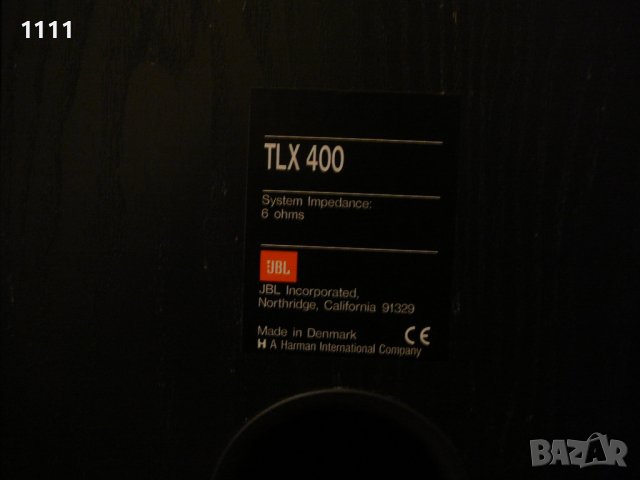 1111
TLX 400
System Impedance:
6 ohms
JBL
JBL Incorporated,
Northridge, California 91329
Made in Denmark CE
H A Harman International Company
BAZAR